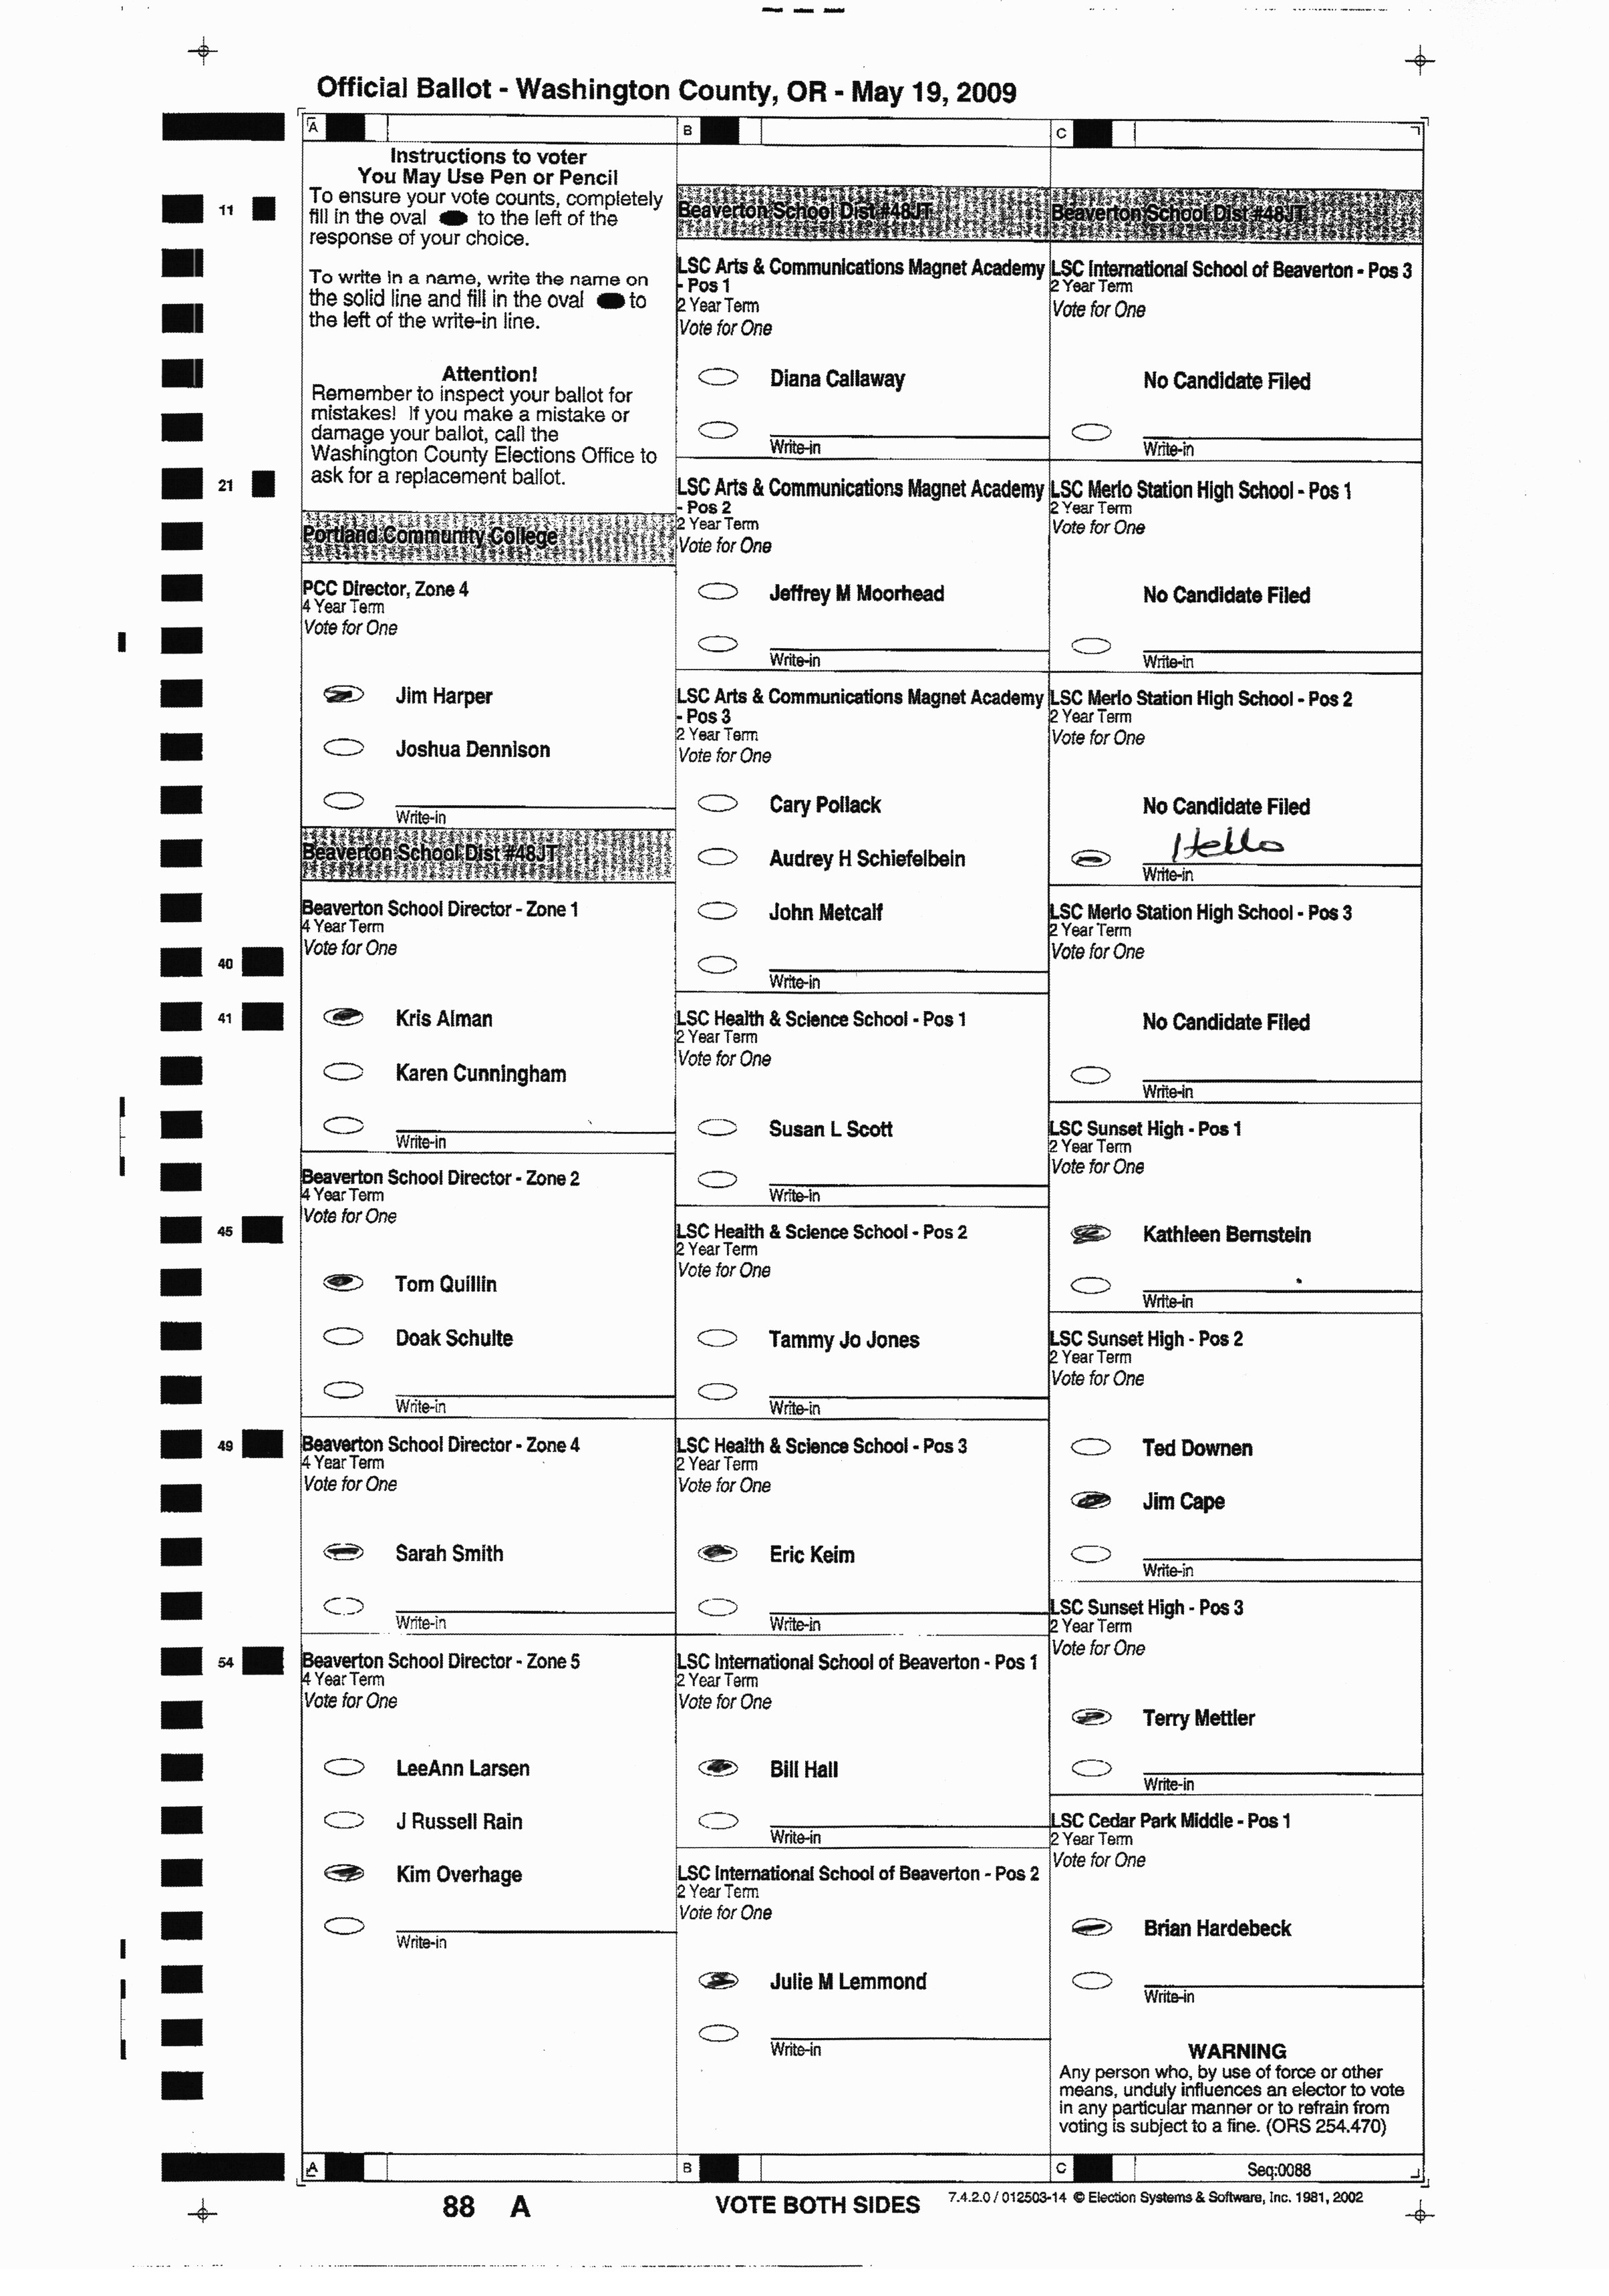 Official Ballot - Washington County, OR - May 19, 2009
A
Instructions to voter
You May Use Pen or Pencil
To ensure your vote counts, completely
fill in the oval to the left of the
response of your choice.
To write in a name, write the name on
the solid line and fill in the oval to
the left of the write-in line.
Attention!
Remember to inspect your ballot for
mistakes! If you make a mistake or
damage your ballot, call the
Washington County Elections Office to
ask for a replacement ballot.
11
21
40
41
45
49
54
Portland Community College
PCC Director, Zone 4
4 Year Term
Vote for One
Jim Harper
Joshua Dennison
Write-in
Beaverton School Dist #48JT
Beaverton School Director - Zone 1
4 Year Term
Vote for One
Kris Alman
Karen Cunningham
Write-in
Beaverton School Director - Zone 2
4 Year Term
Vote for One
Tom Quillin
Doak Schulte
Write-in
Beaverton School Director - Zone 4
4 Year Term
Vote for One
Sarah Smith
Write-in
Beaverton School Director - Zone 5
4 Year Term
Vote for One
LeeAnn Larsen
J Russell Rain
Kim Overhage
Write-in
A
B
Beaverton School Dist #48JT
LSC Arts & Communications Magnet Academy
- Pos 1
2 Year Term
Vote for One
Diana Callaway
Write-in
LSC Arts & Communications Magnet Academy
- Pos 2
2 Year Term
Vote for One
Jeffrey M Moorhead
Write-in
LSC Arts & Communications Magnet Academy
- Pos 3
2 Year Term
Vote for One
Cary Pollack
Audrey H Schiefelbein
John Metcalf
Write-in
LSC Health & Science School - Pos 1
2 Year Term
Vote for One
Susan L Scott
Write-in
LSC Health & Science School - Pos 2
2 Year Term
Vote for One
Tammy Jo Jones
Write-in
LSC Health & Science School - Pos 3
2 Year Term
Vote for One
Eric Keim
Write-in
LSC International School of Beaverton - Pos 1
2 Year Term
Vote for One
Bill Hall
Write-in
LSC International School of Beaverton - Pos 2
2 Year Term
Vote for One
Julie M Lemmond
Write-in
B
C
Beaverton School Dist #48JT
LSC International School of Beaverton - Pos 3
2 Year Term
Vote for One
No Candidate Filed
Write-in
LSC Merlo Station High School - Pos 1
2 Year Term
Vote for One
No Candidate Filed
Write-in
LSC Merlo Station High School - Pos 2
2 Year Term
Vote for One
No Candidate Filed
Hello
Write-in
LSC Merlo Station High School - Pos 3
2 Year Term
Vote for One
No Candidate Filed
Write-in
LSC Sunset High - Pos 1
2 Year Term
Vote for One
Kathleen Bernstein
Write-in
LSC Sunset High - Pos 2
2 Year Term
Vote for One
Ted Downen
Jim Cape
Write-in
LSC Sunset High - Pos 3
2 Year Term
Vote for One
Terry Mettler
Write-in
LSC Cedar Park Middle - Pos 1
2 Year Term
Vote for One
Brian Hardebeck
Write-in
WARNING
Any person who, by use of force or other
means, unduly influences an elector to vote
in any particular manner or to refrain from
voting is subject to a fine. (ORS 254.470)
C
Seq:0088
88 A
VOTE BOTH SIDES
7.4.2.0 / 012503-14 © Election Systems & Software, Inc. 1981, 2002